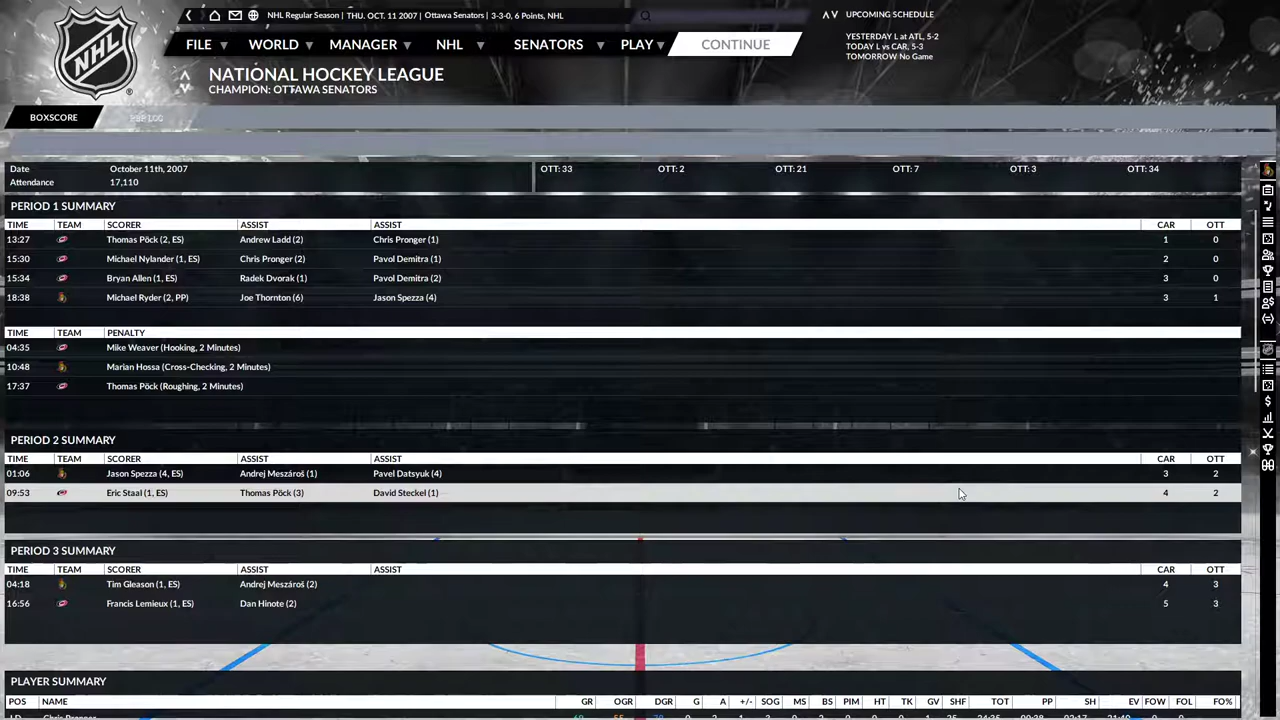 NHL
NHL Regular Season | THU. OCT. 11 2007 | Ottawa Senators | 3-3-0, 6 Points, NHL
UPCOMING SCHEDULE
YESTERDAY L at ATL, 5-2
TODAY L vs CAR, 5-3
TOMORROW No Game
FILE WORLD MANAGER NHL SENATORS PLAY CONTINUE
NATIONAL HOCKEY LEAGUE
CHAMPION: OTTAWA SENATORS
BOXSCORE
Date October 11th, 2007 OTT: 33 OTT: 2 OTT: 21 OTT: 7 OTT: 3 OTT: 34
Attendance 17,110
PERIOD 1 SUMMARY
TIME TEAM SCORER ASSIST ASSIST CAR OTT
13:27 Thomas Pöck (2, ES) Andrew Ladd (2) Chris Pronger (1) 1 0
15:30 Michael Nylander (1, ES) Chris Pronger (2) Pavol Demitra (1) 2 0
15:34 Bryan Allen (1, ES) Radek Dvorak (1) Pavol Demitra (2) 3 0
18:38 Michael Ryder (2, PP) Joe Thornton (6) Jason Spezza (4) 3 1
TIME TEAM PENALTY
04:35 Mike Weaver (Hooking, 2 Minutes)
10:48 Marian Hossa (Cross-Checking, 2 Minutes)
17:37 Thomas Pöck (Roughing, 2 Minutes)
PERIOD 2 SUMMARY
TIME TEAM SCORER ASSIST ASSIST CAR OTT
01:06 Jason Spezza (4, ES) Andrej Meszároš (1) Pavel Datsyuk (4) 3 2
09:53 Eric Staal (1, ES) Thomas Pöck (3) David Steckel (1) 4 2
PERIOD 3 SUMMARY
TIME TEAM SCORER ASSIST ASSIST CAR OTT
04:18 Tim Gleason (1, ES) Andrej Meszároš (2) 4 3
16:56 Francis Lemieux (1, ES) Dan Hinote (2) 5 3
PLAYER SUMMARY
POS NAME GR OGR DGR G A +/- SOG MS BS PIM HT TK GV SHF TOT PP SH EV FOW FOL FO%